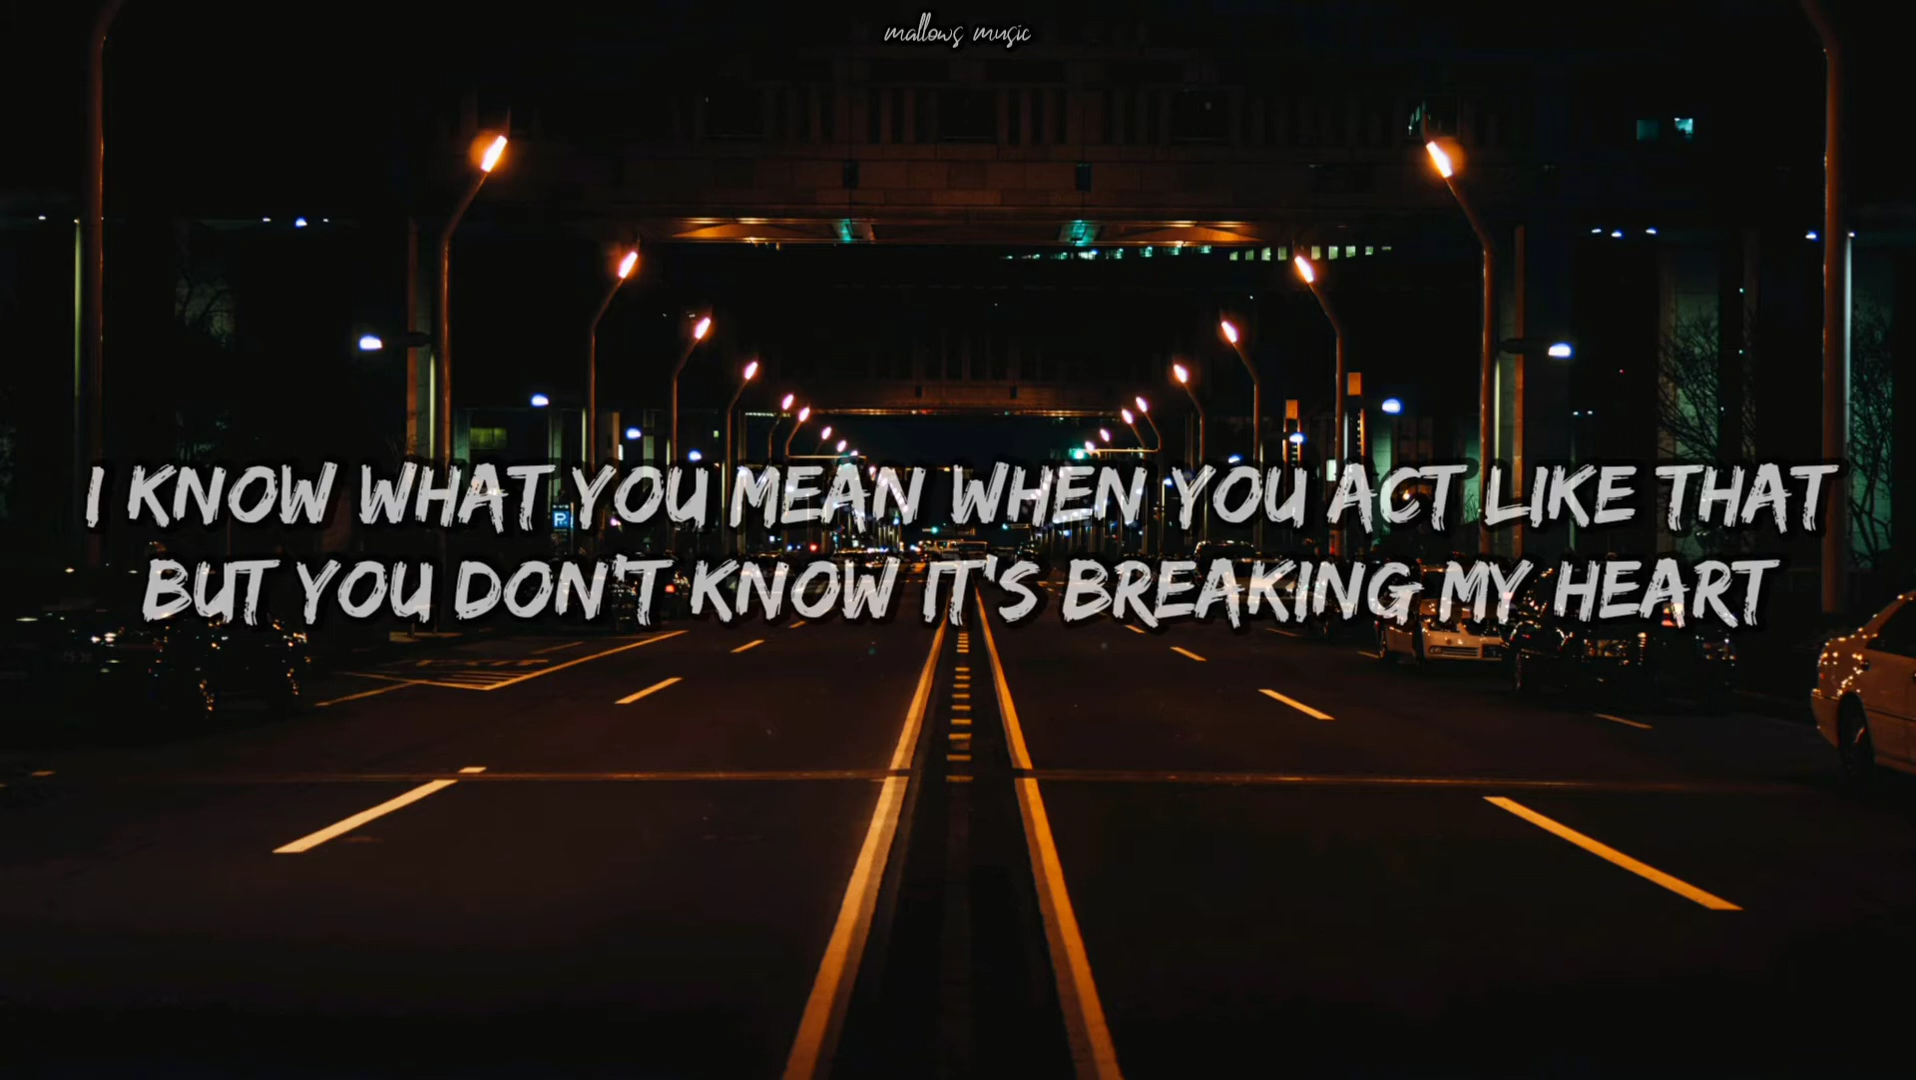 mallows music
I KNOW WHAT YOU MEAN WHEN YOU ACT LIKE THAT
BUT YOU DON'T KNOW IT'S BREAKING MY HEART
P